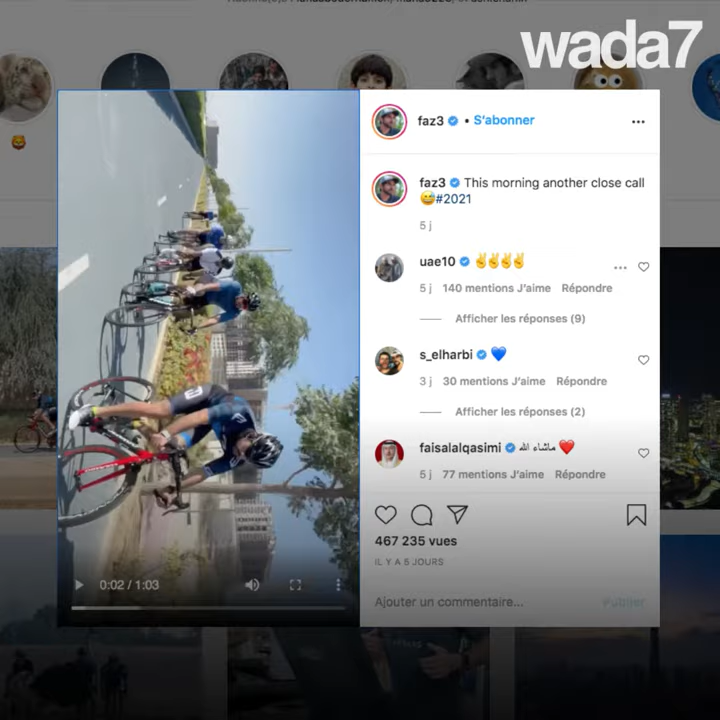 wada7
faz3 • S'abonner
faz3 This morning another close call
😅#2021
5 j
uae10 ✌️✌️✌️✌️
5 j 140 mentions J'aime Répondre
Afficher les réponses (9)
s_elharbi 💙
3 j 30 mentions J'aime Répondre
Afficher les réponses (2)
faisalalqasimi ماشاء الله ❤️
5 j 77 mentions J'aime Répondre
467 235 vues
IL Y A 5 JOURS
Ajouter un commentaire... Publier
0:02 / 1:03